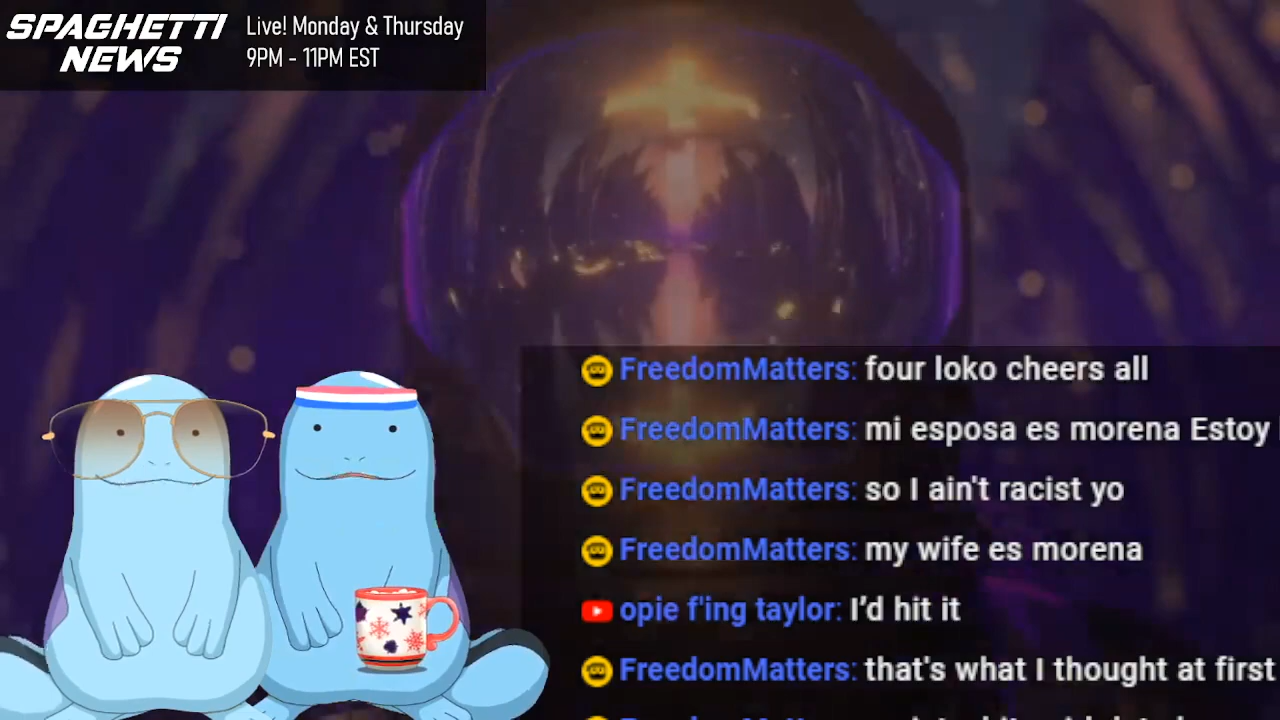 SPAGHETTI
NEWS
Live! Monday & Thursday
9PM - 11PM EST
FreedomMatters: four loko cheers all
FreedomMatters: mi esposa es morena Estoy
FreedomMatters: so I ain't racist yo
FreedomMatters: my wife es morena
opie f'ing taylor: I’d hit it
FreedomMatters: that's what I thought at first